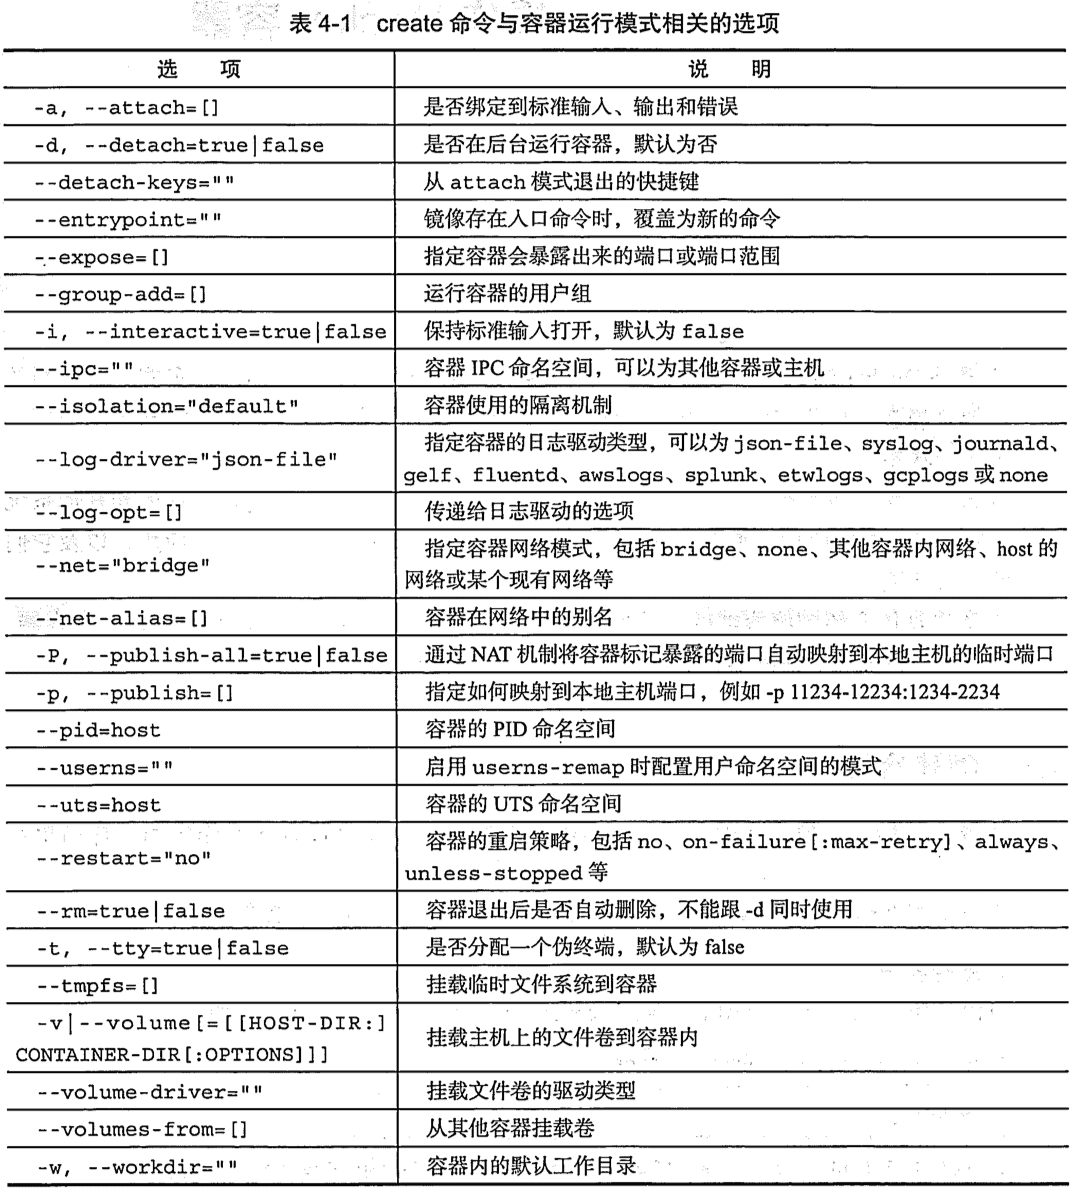 表 4-1 create 命令与容器运行模式相关的选项
选 项 说 明
-a, --attach=[] 是否绑定到标准输入、输出和错误
-d, --detach=true|false 是否在后台运行容器，默认为否
--detach-keys="" 从 attach 模式退出的快捷键
--entrypoint="" 镜像存在入口命令时，覆盖为新的命令
--expose=[] 指定容器会暴露出来的端口或端口范围
--group-add=[] 运行容器的用户组
-i, --interactive=true|false 保持标准输入打开，默认为 false
--ipc="" 容器 IPC 命名空间，可以为其他容器或主机
--isolation="default" 容器使用的隔离机制
--log-driver="json-file" 指定容器的日志驱动类型，可以为 json-file、syslog、journald、
gelf、fluentd、awslogs、splunk、etwlogs、gcplogs 或 none
--log-opt=[] 传递给日志驱动的选项
--net="bridge" 指定容器网络模式，包括 bridge、none、其他容器内网络、host 的
网络或某个现有网络等
--net-alias=[] 容器在网络中的别名
-P, --publish-all=true|false 通过 NAT 机制将容器标记暴露的端口自动映射到本地主机的临时端口
-p, --publish=[] 指定如何映射到本地主机端口，例如 -p 11234-12234:1234-2234
--pid=host 容器的 PID 命名空间
--userns="" 启用 userns-remap 时配置用户命名空间的模式
--uts=host 容器的 UTS 命名空间
--restart="no" 容器的重启策略，包括 no、on-failure[:max-retry]、always、
unless-stopped 等
--rm=true|false 容器退出后是否自动删除，不能跟 -d 同时使用
-t, --tty=true|false 是否分配一个伪终端，默认为 false
--tmpfs=[] 挂载临时文件系统到容器
-v|--volume[=[[HOST-DIR:]
CONTAINER-DIR[:OPTIONS]]] 挂载主机上的文件卷到容器内
--volume-driver="" 挂载文件卷的驱动类型
--volumes-from=[] 从其他容器挂载卷
-w, --workdir="" 容器内的默认工作目录